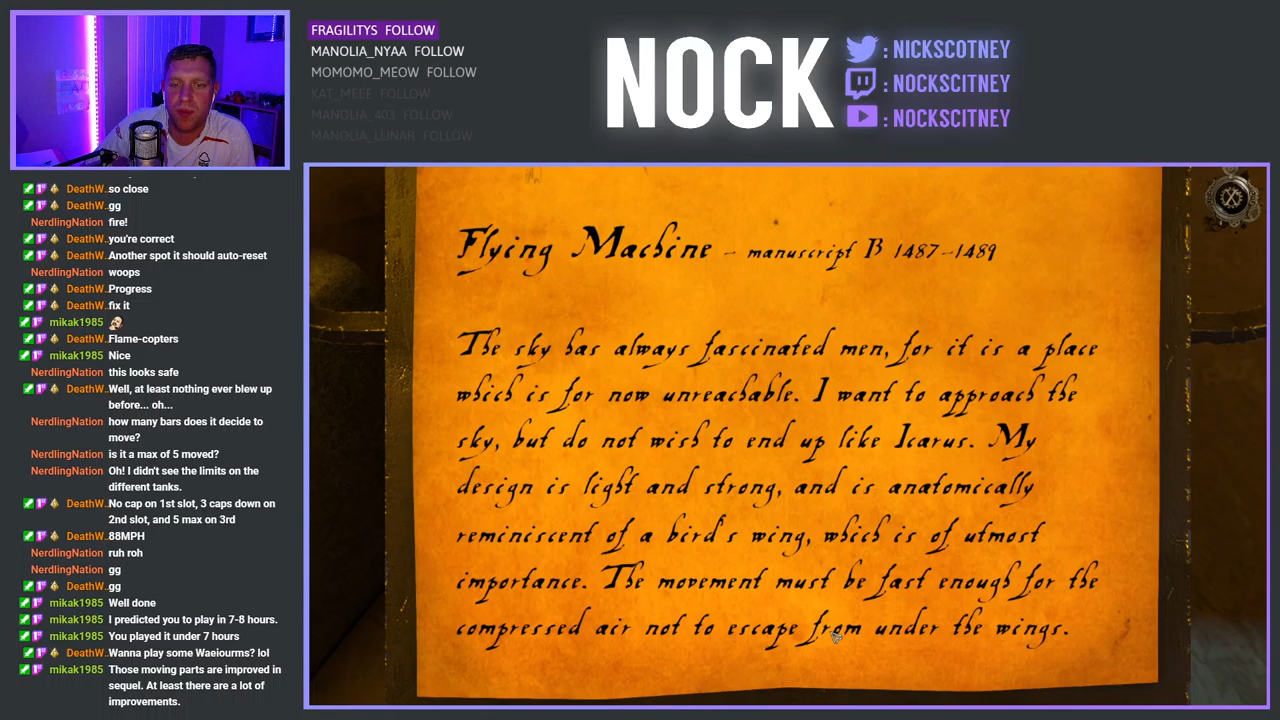 FRAGILITYS FOLLOW
MANOLIA_NYAA FOLLOW
MOMOMO_MEOW FOLLOW
KAT_MEEE FOLLOW
MANOLIA_403 FOLLOW
MANOLIA_LUNAR FOLLOW
NOCK
: NICKSCOTNEY
: NOCKSCITNEY
: NOCKSCITNEY
DeathW.. so close
DeathW.. gg
NerdlingNation fire!
DeathW.. you're correct
DeathW.. Another spot it should auto-reset
NerdlingNation woops
DeathW.. Progress
DeathW.. fix it
mikak1985
DeathW.. Flame-copters
mikak1985 Nice
NerdlingNation this looks safe
DeathW.. Well, at least nothing ever blew up
before... oh...
NerdlingNation how many bars does it decide to
move?
NerdlingNation is it a max of 5 moved?
NerdlingNation Oh! I didn't see the limits on the
different tanks.
DeathW.. No cap on 1st slot, 3 caps down on
2nd slot, and 5 max on 3rd
DeathW.. 88MPH
NerdlingNation ruh roh
NerdlingNation gg
DeathW.. gg
mikak1985 Well done
mikak1985 I predicted you to play in 7-8 hours.
mikak1985 You played it under 7 hours
DeathW.. Wanna play some Waeiourms? lol
mikak1985 Those moving parts are improved in
sequel. At least there are a lot of
improvements.
Flying Machine - manuscript B 1487-1489
The sky has always fascinated men, for it is a place
which is for now unreachable. I want to approach the
sky, but do not wish to end up like Icarus. My
design is light and strong, and is anatomically
reminiscent of a bird's wing, which is of utmost
importance. The movement must be fast enough for the
compressed air not to escape from under the wings.